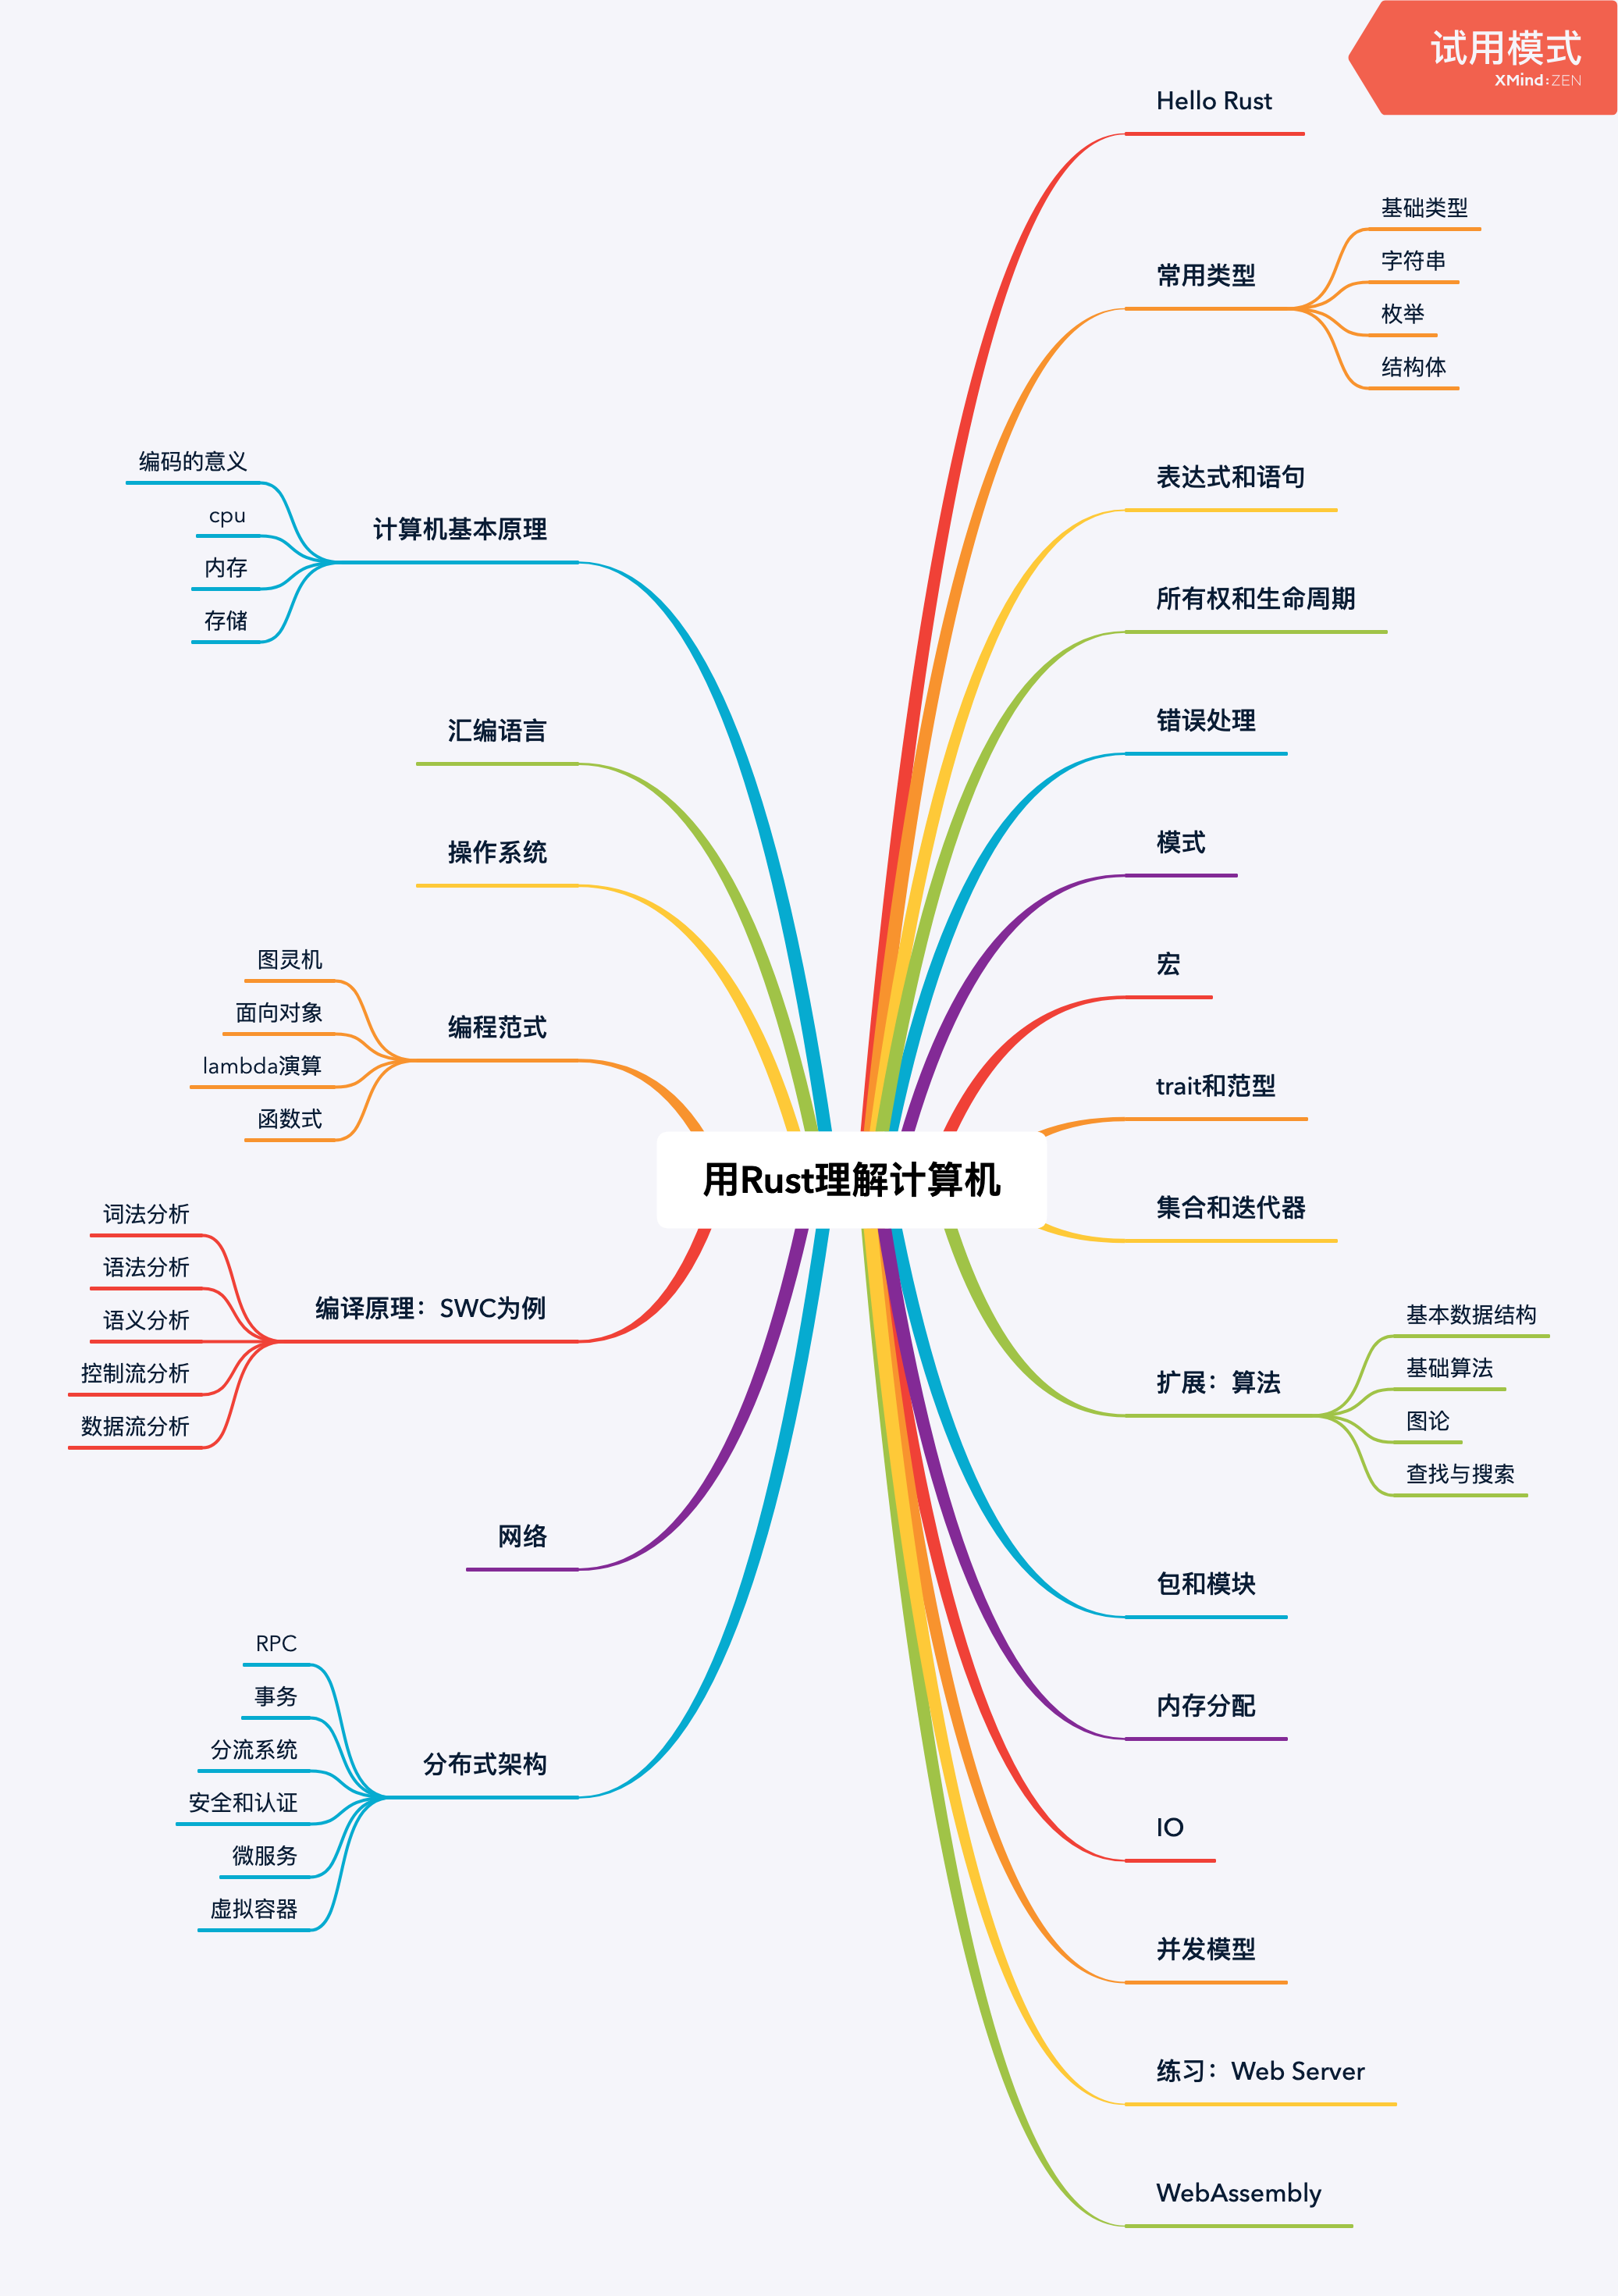 试用模式
XMind:ZEN
用Rust理解计算机
Hello Rust
常用类型
基础类型
字符串
枚举
结构体
表达式和语句
所有权和生命周期
错误处理
模式
宏
trait和范型
集合和迭代器
扩展：算法
基本数据结构
基础算法
图论
查找与搜索
包和模块
内存分配
IO
并发模型
练习：Web Server
WebAssembly
计算机基本原理
编码的意义
cpu
内存
存储
汇编语言
操作系统
编程范式
图灵机
面向对象
lambda演算
函数式
编译原理：SWC为例
词法分析
语法分析
语义分析
控制流分析
数据流分析
网络
分布式架构
RPC
事务
分流系统
安全和认证
微服务
虚拟容器